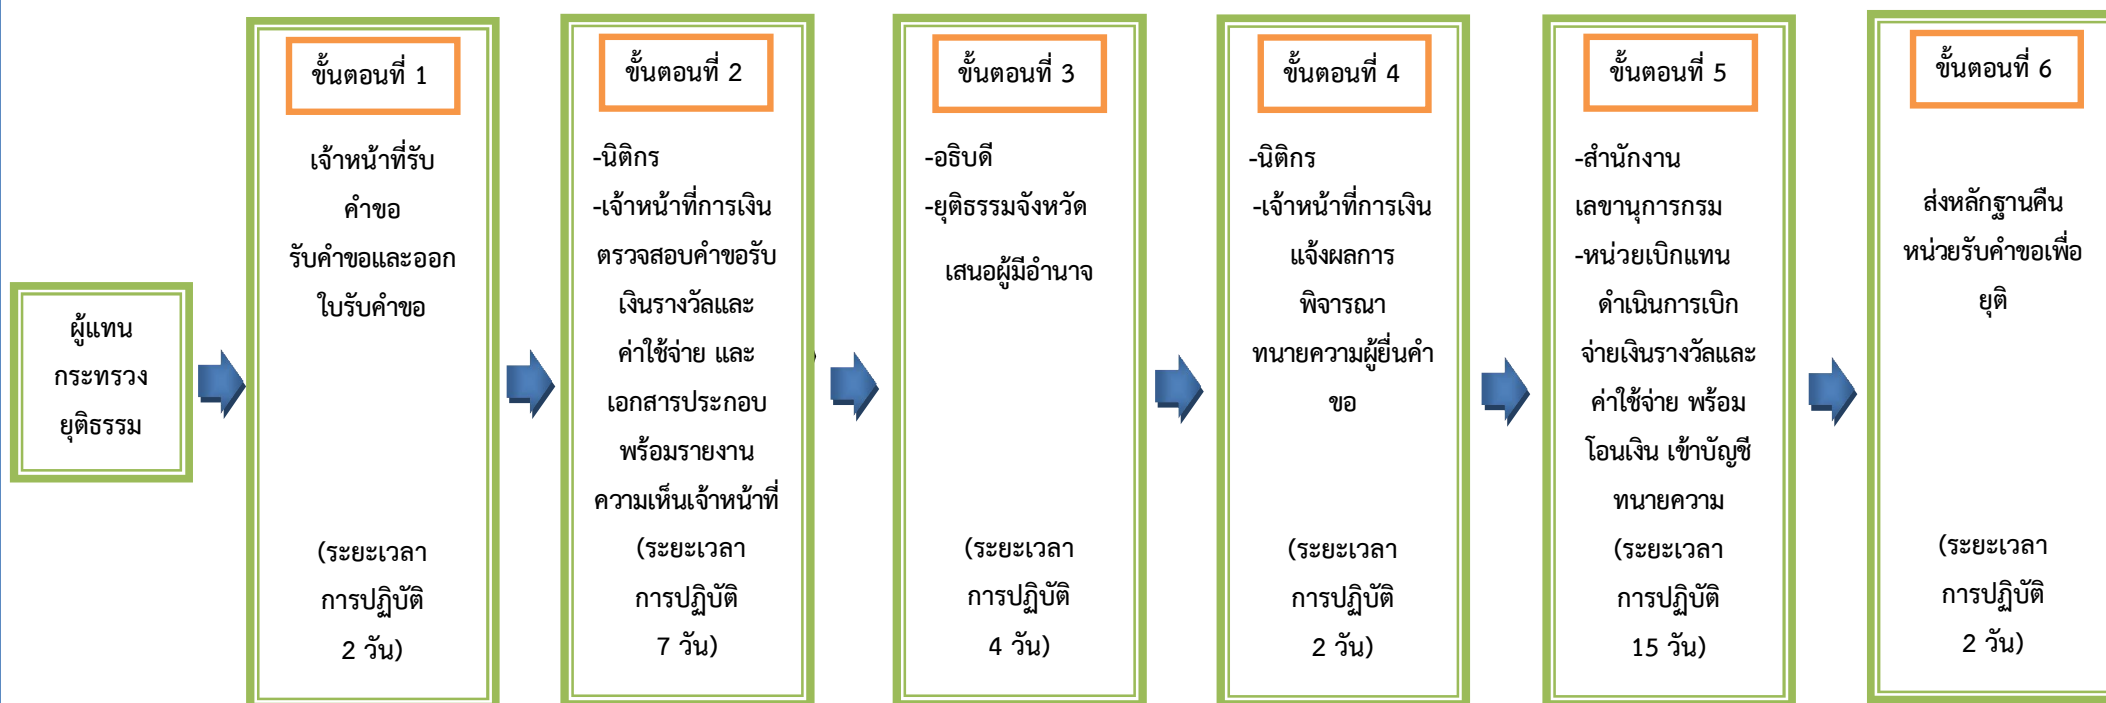 ผู้แทน
กระทรวง
ยุติธรรม
ขั้นตอนที่ 1
เจ้าหน้าที่รับ
คำขอ
รับคำขอและออก
ใบรับคำขอ
(ระยะเวลา
การปฏิบัติ
2 วัน)
ขั้นตอนที่ 2
-นิติกร
-เจ้าหน้าที่การเงิน
ตรวจสอบคำขอรับ
เงินรางวัลและ
ค่าใช้จ่าย และ
เอกสารประกอบ
พร้อมรายงาน
ความเห็นเจ้าหน้าที่
(ระยะเวลา
การปฏิบัติ
7 วัน)
ขั้นตอนที่ 3
-อธิบดี
-ยุติธรรมจังหวัด
เสนอผู้มีอำนาจ
(ระยะเวลา
การปฏิบัติ
4 วัน)
ขั้นตอนที่ 4
-นิติกร
-เจ้าหน้าที่การเงิน
แจ้งผลการ
พิจารณา
ทนายความผู้ยื่นคำ
ขอ
(ระยะเวลา
การปฏิบัติ
2 วัน)
ขั้นตอนที่ 5
-สำนักงาน
เลขานุการกรม
-หน่วยเบิกแทน
ดำเนินการเบิก
จ่ายเงินรางวัลและ
ค่าใช้จ่าย พร้อม
โอนเงิน เข้าบัญชี
ทนายความ
(ระยะเวลา
การปฏิบัติ
15 วัน)
ขั้นตอนที่ 6
ส่งหลักฐานคืน
หน่วยรับคำขอเพื่อ
ยุติ
(ระยะเวลา
การปฏิบัติ
2 วัน)